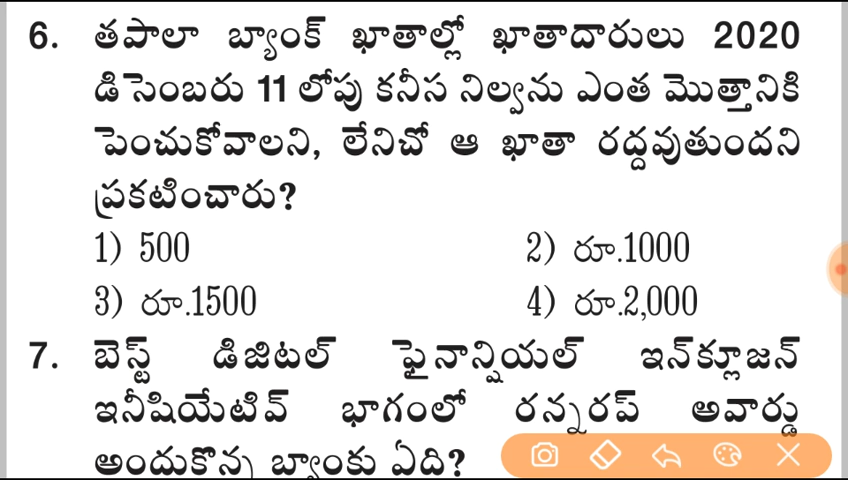 6. తపాలా బ్యాంక్ ఖాతాల్లో ఖాతాదారులు 2020
డిసెంబరు 11 లోపు కనీస నిల్వను ఎంత మొత్తానికి
పెంచుకోవాలని, లేనిచో ఆ ఖాతా రద్దవుతుందని
ప్రకటించారు?
1) 500 2) రూ.1000
3) రూ.1500 4) రూ.2,000
7. బెస్ట్ డిజిటల్ ఫైనాన్షియల్ ఇన్‌క్లూజన్
ఇనీషియేటివ్ భాగంలో రన్నరప్ అవార్డు
అందుకొన్న బ్యాంకు ఏది?